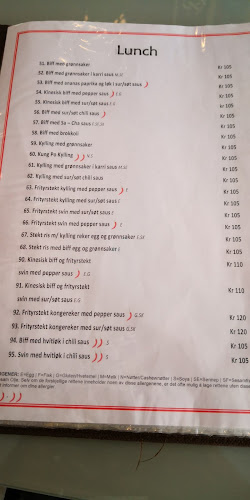 Lunch
51. Biff med grønnsaker Kr 105
52. Biff med grønnsaker i karri saus M.SE Kr 105
53. Biff med ananas paprika og løk i sur/søt saus Kr 105
54. Kinesisk biff med pepper saus E.G Kr 105
55. Kinesisk biff med sur/søt saus E.G Kr 105
56. Biff med sur/søt chili saus Kr 105
57. Biff med Sa – Cha saus Kr 105
58. Biff med brokkoli Kr 105
59. Kylling med grønnsaker Kr 105
60. Kung Po Kylling N.S Kr 105
61. Kylling med grønnsaker i karri saus M.SE Kr 105
62. Kylling med sur/søt chili saus Kr 105
63. Frityrstekt kylling med pepper saus E Kr 105
64. Frityrstekt kylling med sur/søt saus E Kr 105
65. Frityrstekt svin med sur/søt saus E Kr 105
66. Frityrstekt svin med pepper saus E Kr 105
67. Stekt ris m/ kylling reker egg og grønnsaker E.SK Kr 105
68. Stekt ris med biff egg og grønnsaker E Kr 105
90. Kinesisk biff og frityrstekt
svin med pepper saus E.G Kr 110
91. Kinesisk biff og frityrstekt
svin med sur/søt saus E.G Kr 110
92. Frityrstekt kongereker med pepper saus G.SK Kr 120
93. Frityrstekt kongereker med sur/søt saus G.SK Kr 120
94. Biff med hvitløk i chili saus S Kr 105
95. Svin med hvitløk i chili saus S Kr 105